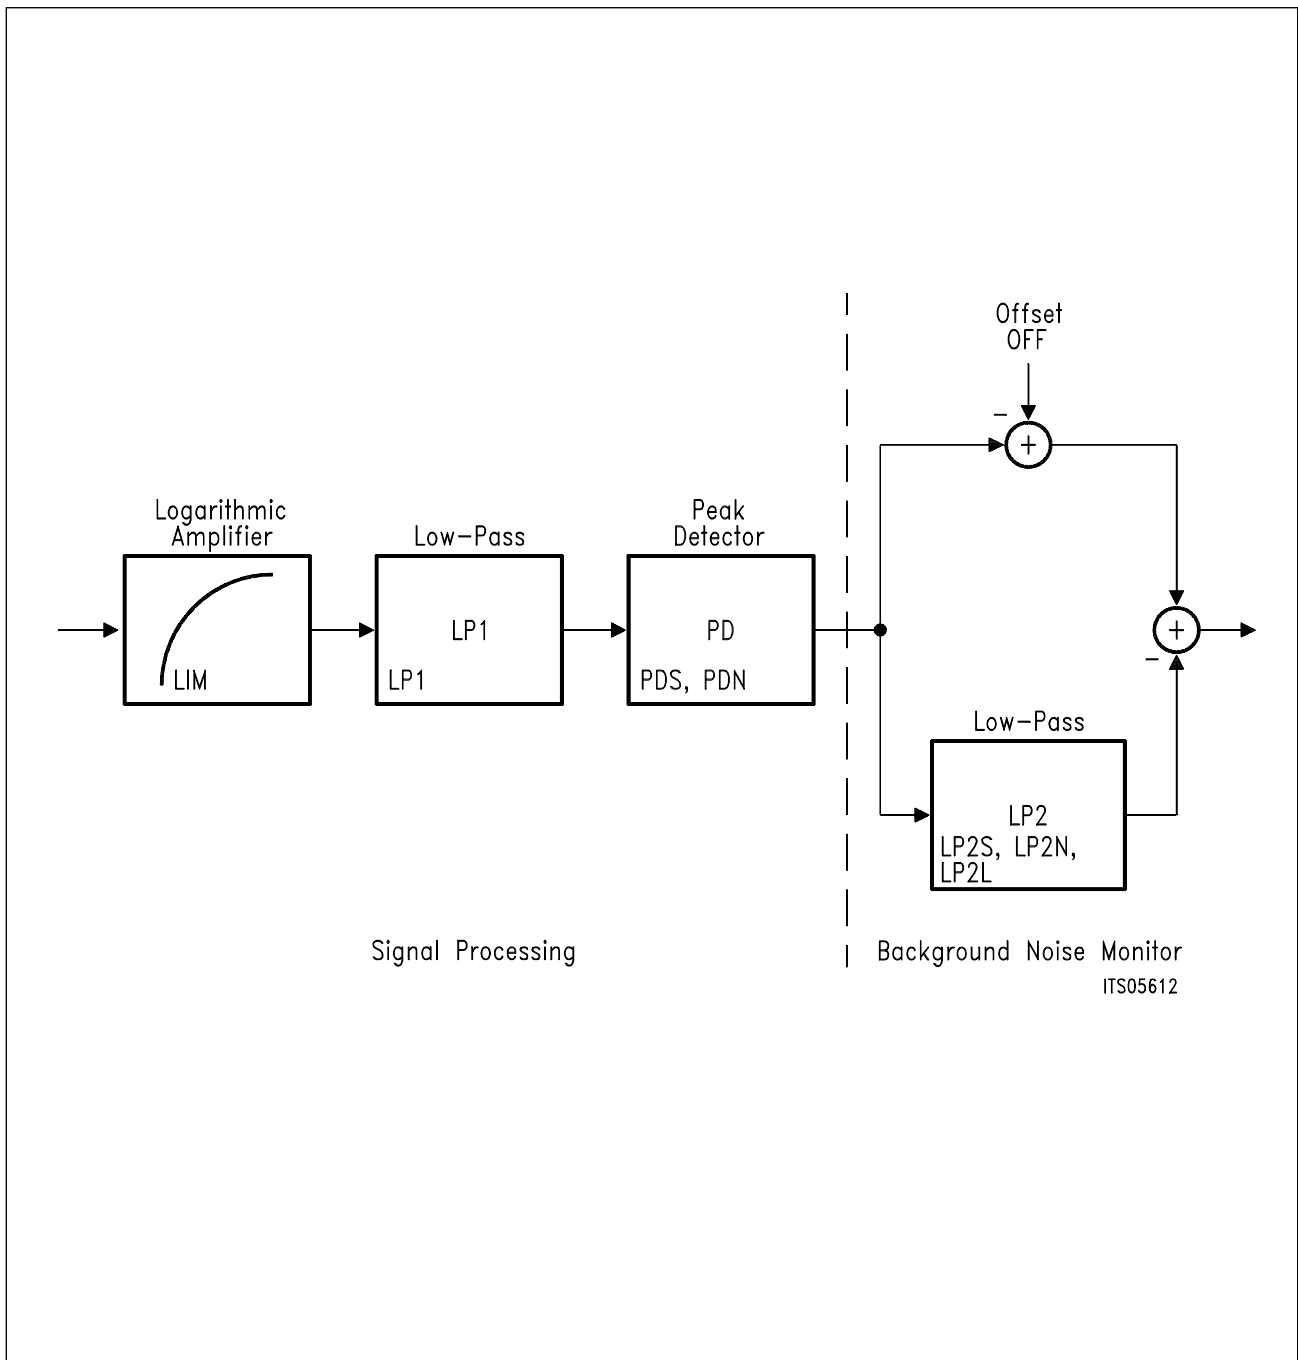 Offset
OFF
−
+
Logarithmic
Amplifier
LIM
Low-Pass
LP1
LP1
Peak
Detector
PD
PDS, PDN
+
−
Low-Pass
LP2
LP2S, LP2N,
LP2L
Signal Processing
Background Noise Monitor
ITS05612